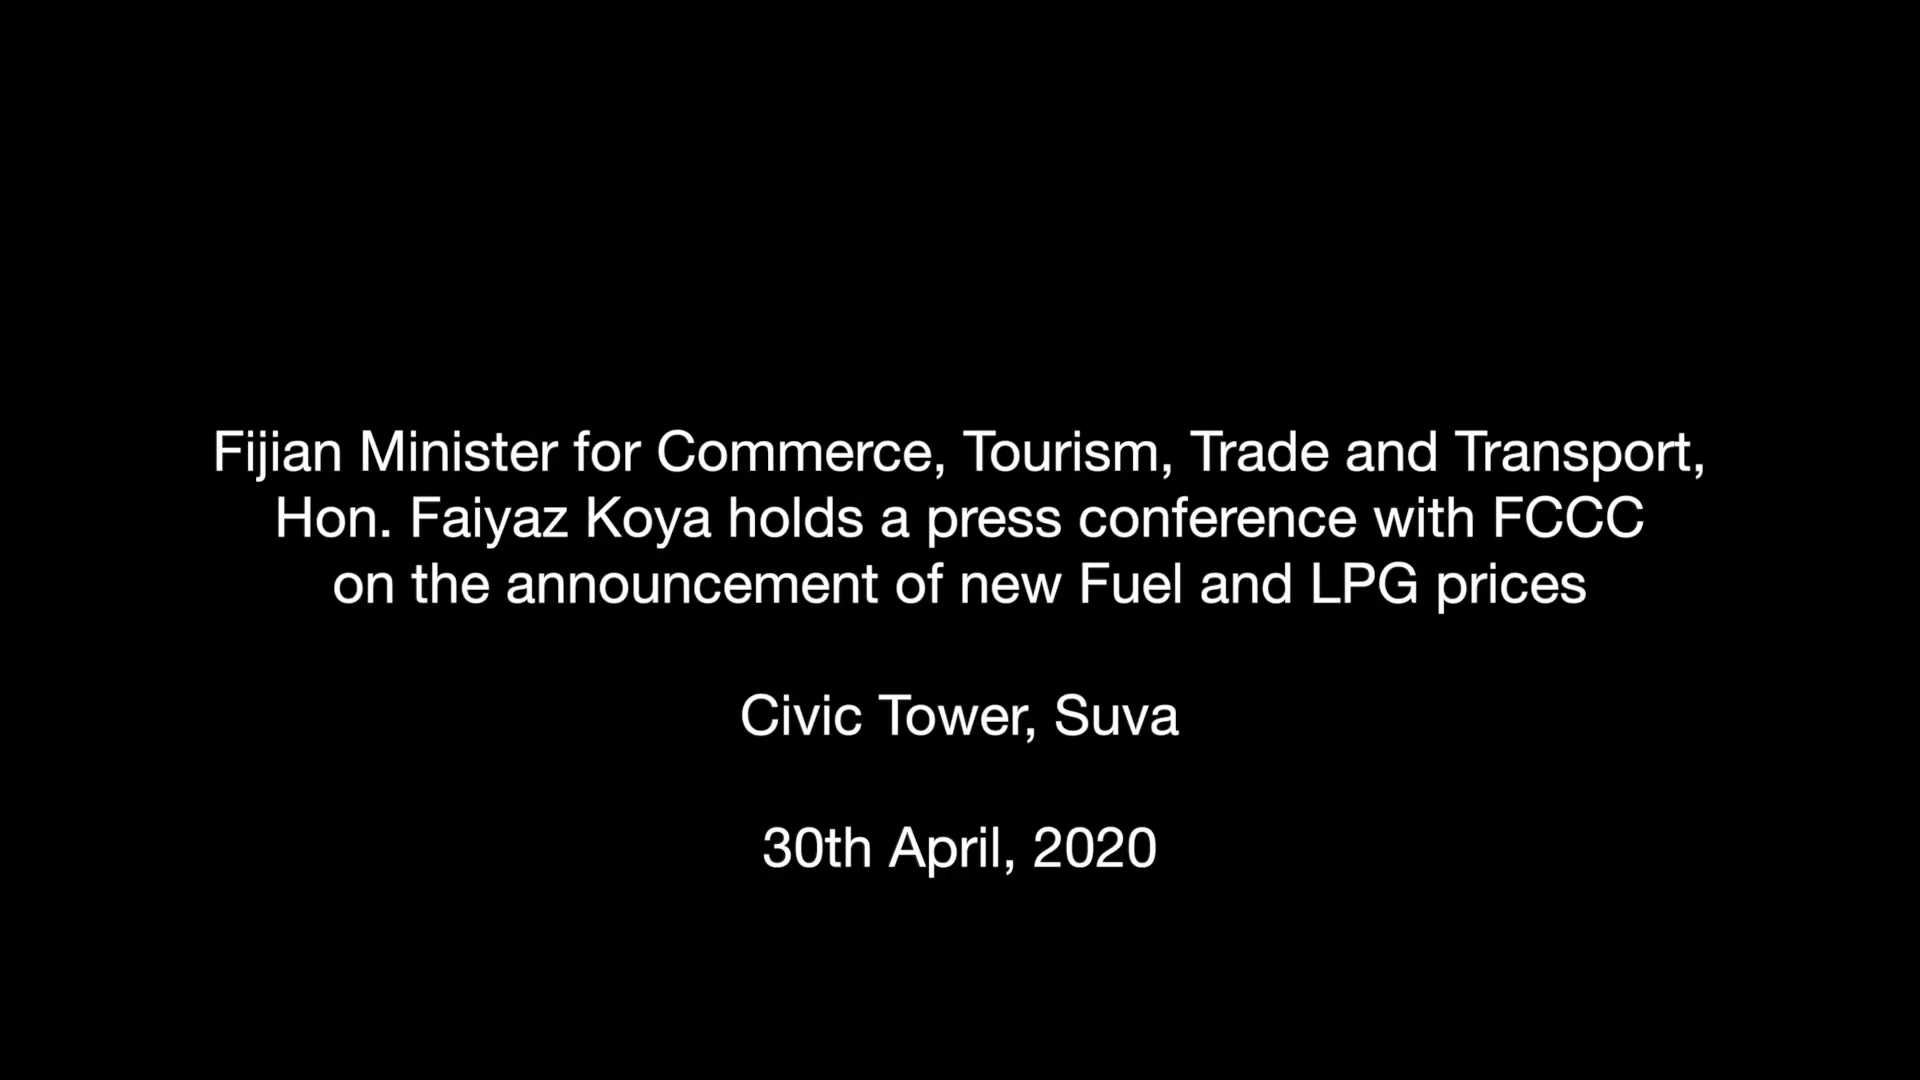 Fijian Minister for Commerce, Tourism, Trade and Transport,
Hon. Faiyaz Koya holds a press conference with FCCC
on the announcement of new Fuel and LPG prices
Civic Tower, Suva
30th April, 2020